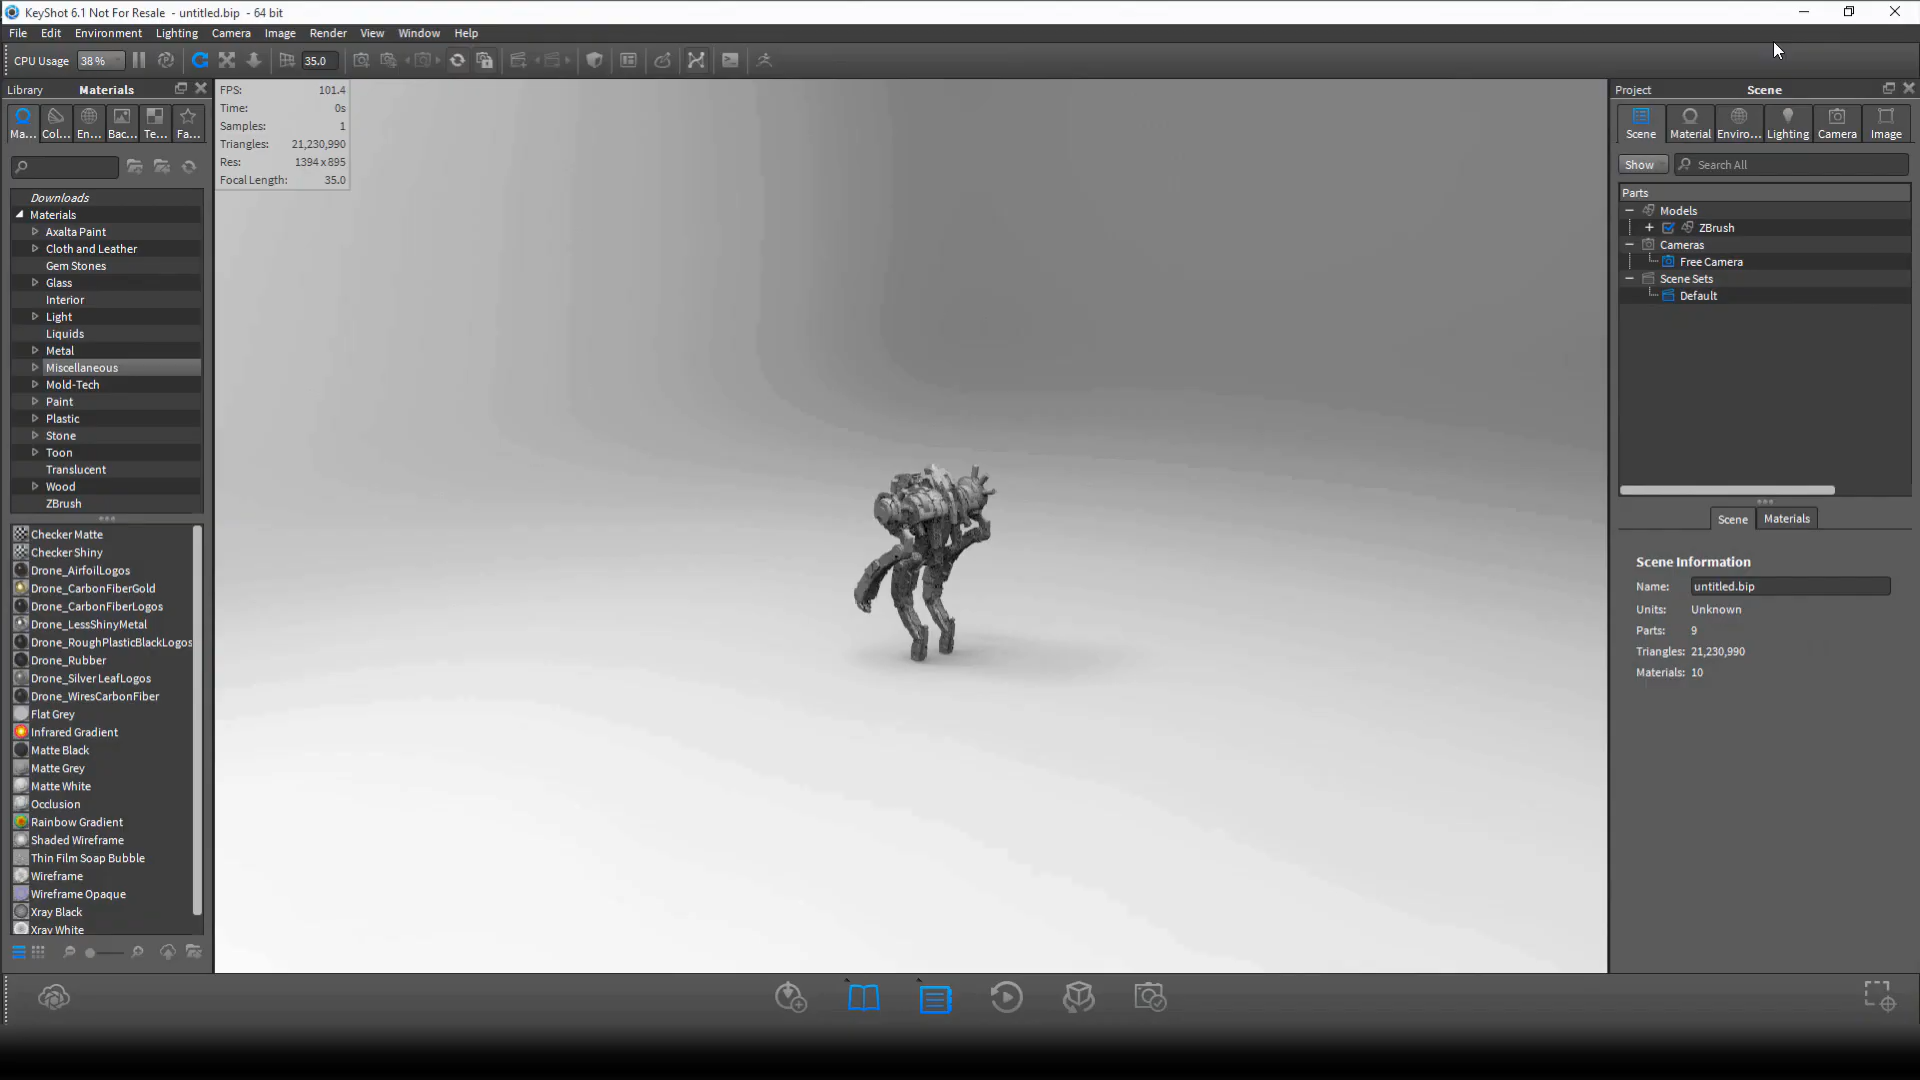 KeyShot 6.1 Not For Resale - untitled.bip - 64 bit
File Edit Environment Lighting Camera Image Render View Window Help
CPU Usage 38 % 35.0
Library Materials
Ma... Col... En... Bac... Te... Fa...
Downloads
Materials
Axalta Paint
Cloth and Leather
Gem Stones
Glass
Interior
Light
Liquids
Metal
Miscellaneous
Mold-Tech
Paint
Plastic
Stone
Toon
Translucent
Wood
ZBrush
Checker Matte
Checker Shiny
Drone_AirfoilLogos
Drone_CarbonFiberGold
Drone_CarbonFiberLogos
Drone_LessShinyMetal
Drone_RoughPlasticBlackLogos
Drone_Rubber
Drone_Silver LeafLogos
Drone_WiresCarbonFiber
Flat Grey
Infrared Gradient
Matte Black
Matte Grey
Matte White
Occlusion
Rainbow Gradient
Shaded Wireframe
Thin Film Soap Bubble
Wireframe
Wireframe Opaque
Xray Black
Xray White
FPS: 101.4
Time: 0s
Samples: 1
Triangles: 21,230,990
Res: 1394 x 895
Focal Length: 35.0
Project Scene
Scene Material Enviro... Lighting Camera Image
Show Search All
Parts
Models
ZBrush
Cameras
Free Camera
Scene Sets
Default
Scene Materials
Scene Information
Name: untitled.bip
Units: Unknown
Parts: 9
Triangles: 21,230,990
Materials: 10